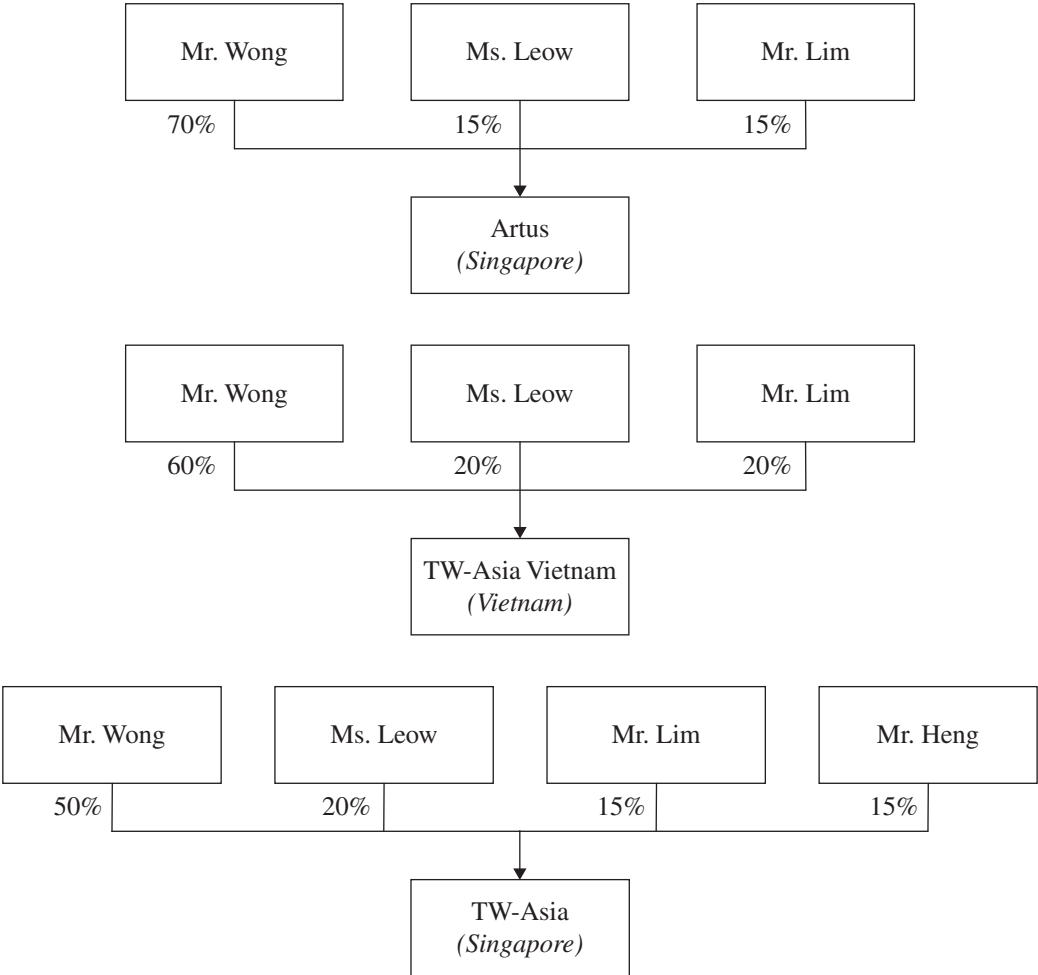 Mr. Wong
Ms. Leow
Mr. Lim
70%
15%
15%
Artus
(Singapore)
Mr. Wong
Ms. Leow
Mr. Lim
60%
20%
20%
TW-Asia Vietnam
(Vietnam)
Mr. Wong
Ms. Leow
Mr. Lim
Mr. Heng
50%
20%
15%
15%
TW-Asia
(Singapore)